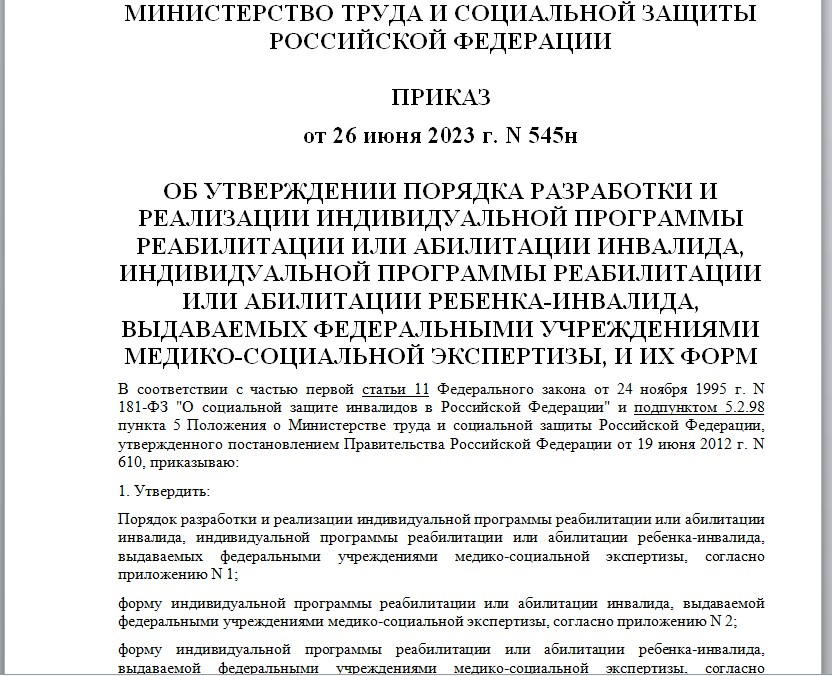 МИНИСТЕРСТВО ТРУДА И СОЦИАЛЬНОЙ ЗАЩИТЫ
РОССИЙСКОЙ ФЕДЕРАЦИИ
ПРИКАЗ
от 26 июня 2023 г. N 545н
ОБ УТВЕРЖДЕНИИ ПОРЯДКА РАЗРАБОТКИ И
РЕАЛИЗАЦИИ ИНДИВИДУАЛЬНОЙ ПРОГРАММЫ
РЕАБИЛИТАЦИИ ИЛИ АБИЛИТАЦИИ ИНВАЛИДА,
ИНДИВИДУАЛЬНОЙ ПРОГРАММЫ РЕАБИЛИТАЦИИ
ИЛИ АБИЛИТАЦИИ РЕБЕНКА-ИНВАЛИДА,
ВЫДАВАЕМЫХ ФЕДЕРАЛЬНЫМИ УЧРЕЖДЕНИЯМИ
МЕДИКО-СОЦИАЛЬНОЙ ЭКСПЕРТИЗЫ, И ИХ ФОРМ
В соответствии с частью первой статьи 11 Федерального закона от 24 ноября 1995 г. N
181-ФЗ "О социальной защите инвалидов в Российской Федерации" и подпунктом 5.2.98
пункта 5 Положения о Министерстве труда и социальной защиты Российской Федерации,
утвержденного постановлением Правительства Российской Федерации от 19 июня 2012 г. N
610, приказываю:
1. Утвердить:
Порядок разработки и реализации индивидуальной программы реабилитации или абилитации
инвалида, индивидуальной программы реабилитации или абилитации ребенка-инвалида,
выдаваемых федеральными учреждениями медико-социальной экспертизы, согласно
приложению N 1;
форму индивидуальной программы реабилитации или абилитации инвалида, выдаваемой
федеральными учреждениями медико-социальной экспертизы, согласно приложению N 2;
форму индивидуальной программы реабилитации или абилитации ребенка-инвалида,
выдаваемой федеральными учреждениями медико-социальной экспертизы, согласно